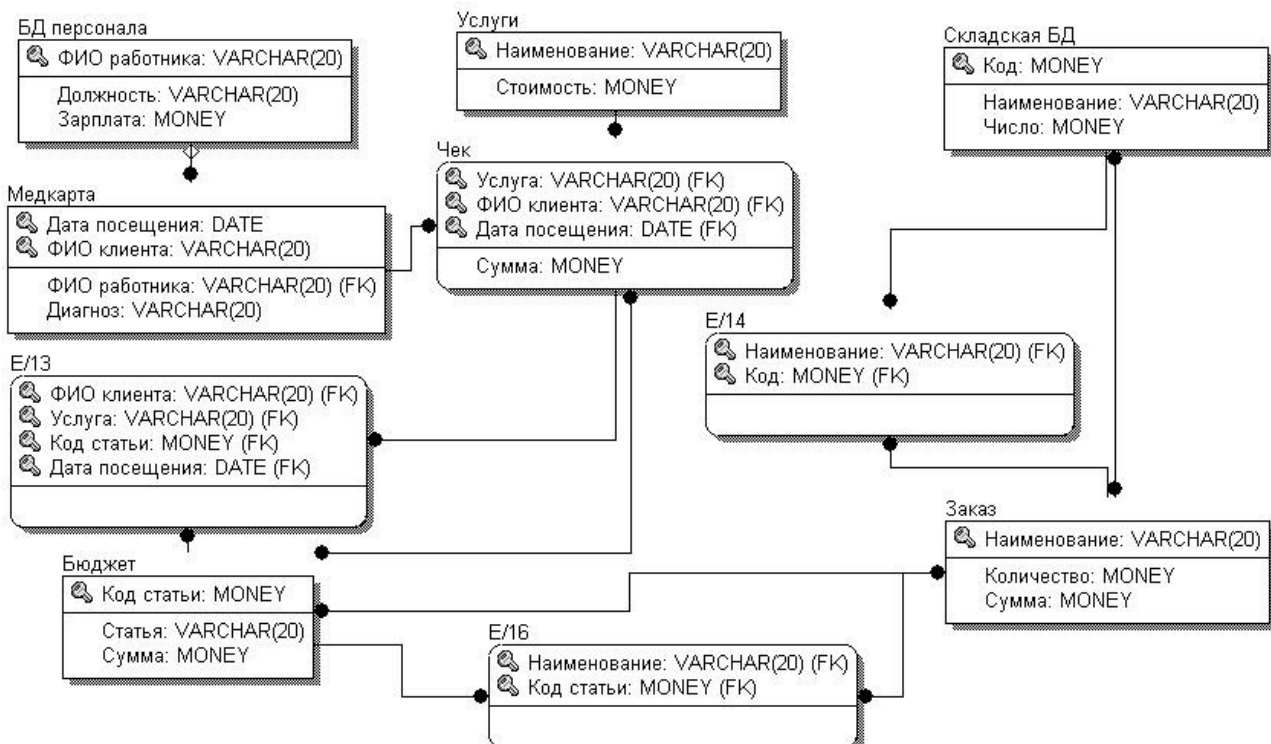 БД персонала
ФИО работника: VARCHAR(20)
Должность: VARCHAR(20)
Зарплата: MONEY
Услуги
Наименование: VARCHAR(20)
Стоимость: MONEY
Складская БД
Код: MONEY
Наименование: VARCHAR(20)
Число: MONEY
Медкарта
Дата посещения: DATE
ФИО клиента: VARCHAR(20)
ФИО работника: VARCHAR(20) (FK)
Диагноз: VARCHAR(20)
Чек
Услуга: VARCHAR(20) (FK)
ФИО клиента: VARCHAR(20) (FK)
Дата посещения: DATE (FK)
Сумма: MONEY
E/14
Наименование: VARCHAR(20) (FK)
Код: MONEY (FK)
E/13
ФИО клиента: VARCHAR(20) (FK)
Услуга: VARCHAR(20) (FK)
Код статьи: MONEY (FK)
Дата посещения: DATE (FK)
Заказ
Наименование: VARCHAR(20)
Количество: MONEY
Сумма: MONEY
Бюджет
Код статьи: MONEY
Статья: VARCHAR(20)
Сумма: MONEY
E/16
Наименование: VARCHAR(20) (FK)
Код статьи: MONEY (FK)